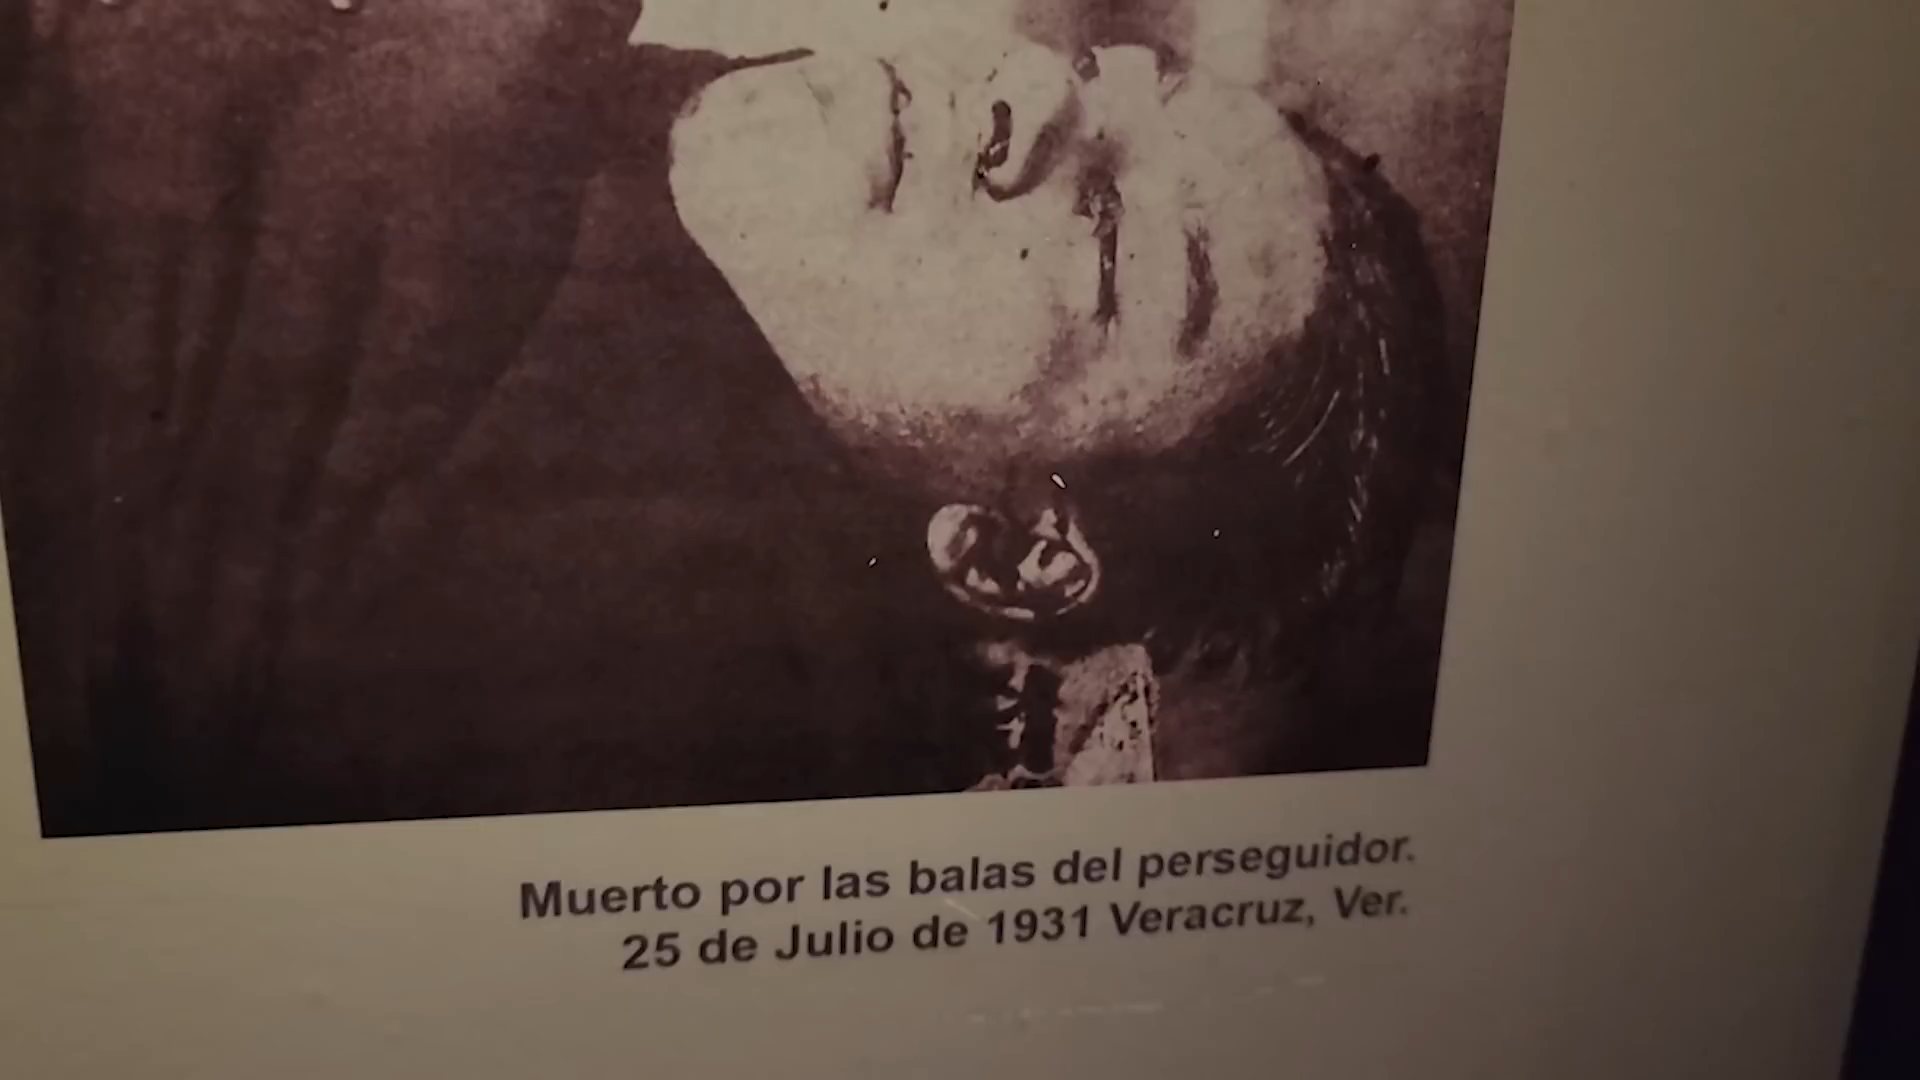 Muerto por las balas del perseguidor.
25 de Julio de 1931 Veracruz, Ver.